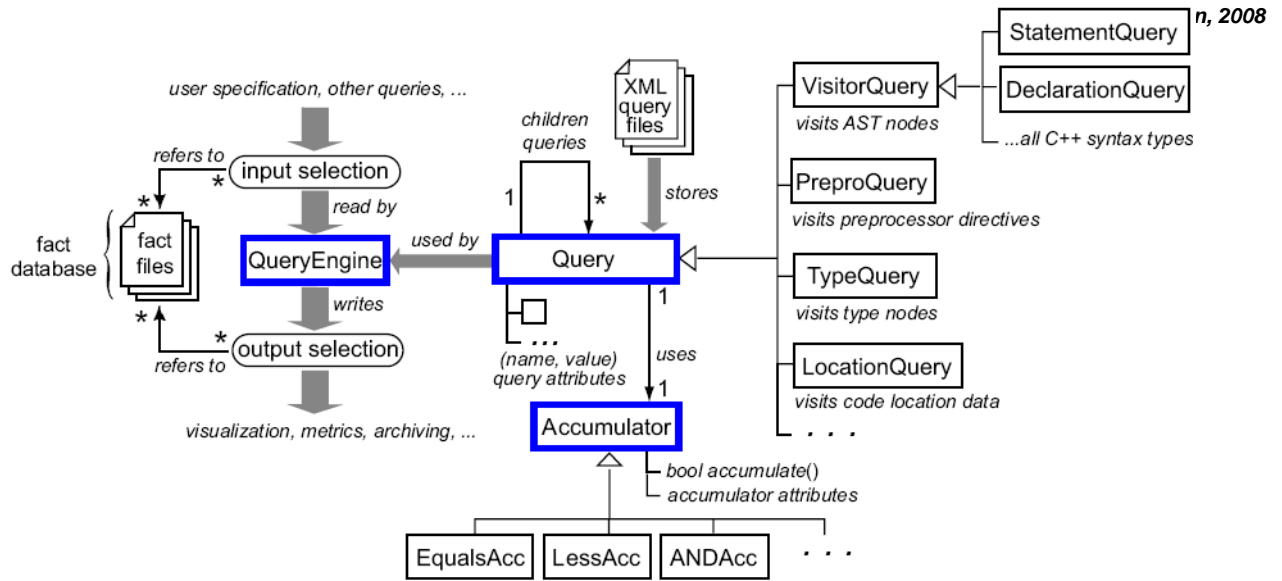 n, 2008
user specification, other queries, ...
refers to
*
input selection
*
read by
fact
database
fact
files
QueryEngine
writes
*
*
refers to
output selection
visualization, metrics, archiving, ...
children
queries
1
*
XML
query
files
stores
used by
Query
1
...
(name, value)
query attributes
uses
1
Accumulator
bool accumulate()
accumulator attributes
EqualsAcc
LessAcc
ANDAcc
. . .
VisitorQuery
visits AST nodes
StatementQuery
DeclarationQuery
...all C++ syntax types
PreproQuery
visits preprocessor directives
TypeQuery
visits type nodes
LocationQuery
visits code location data
. . .